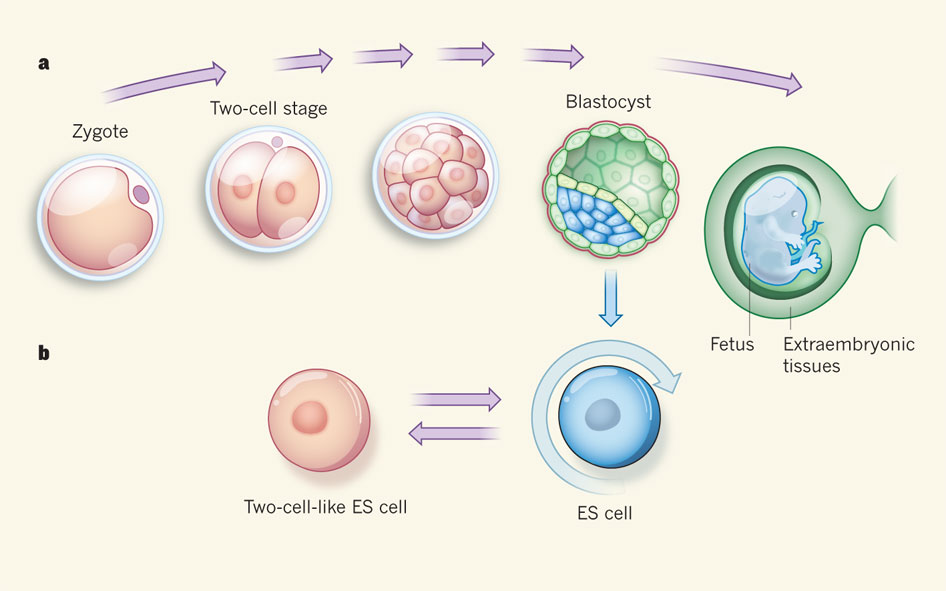 a
Zygote
Two-cell stage
Blastocyst
Fetus
Extraembryonic
tissues
b
Two-cell-like ES cell
ES cell